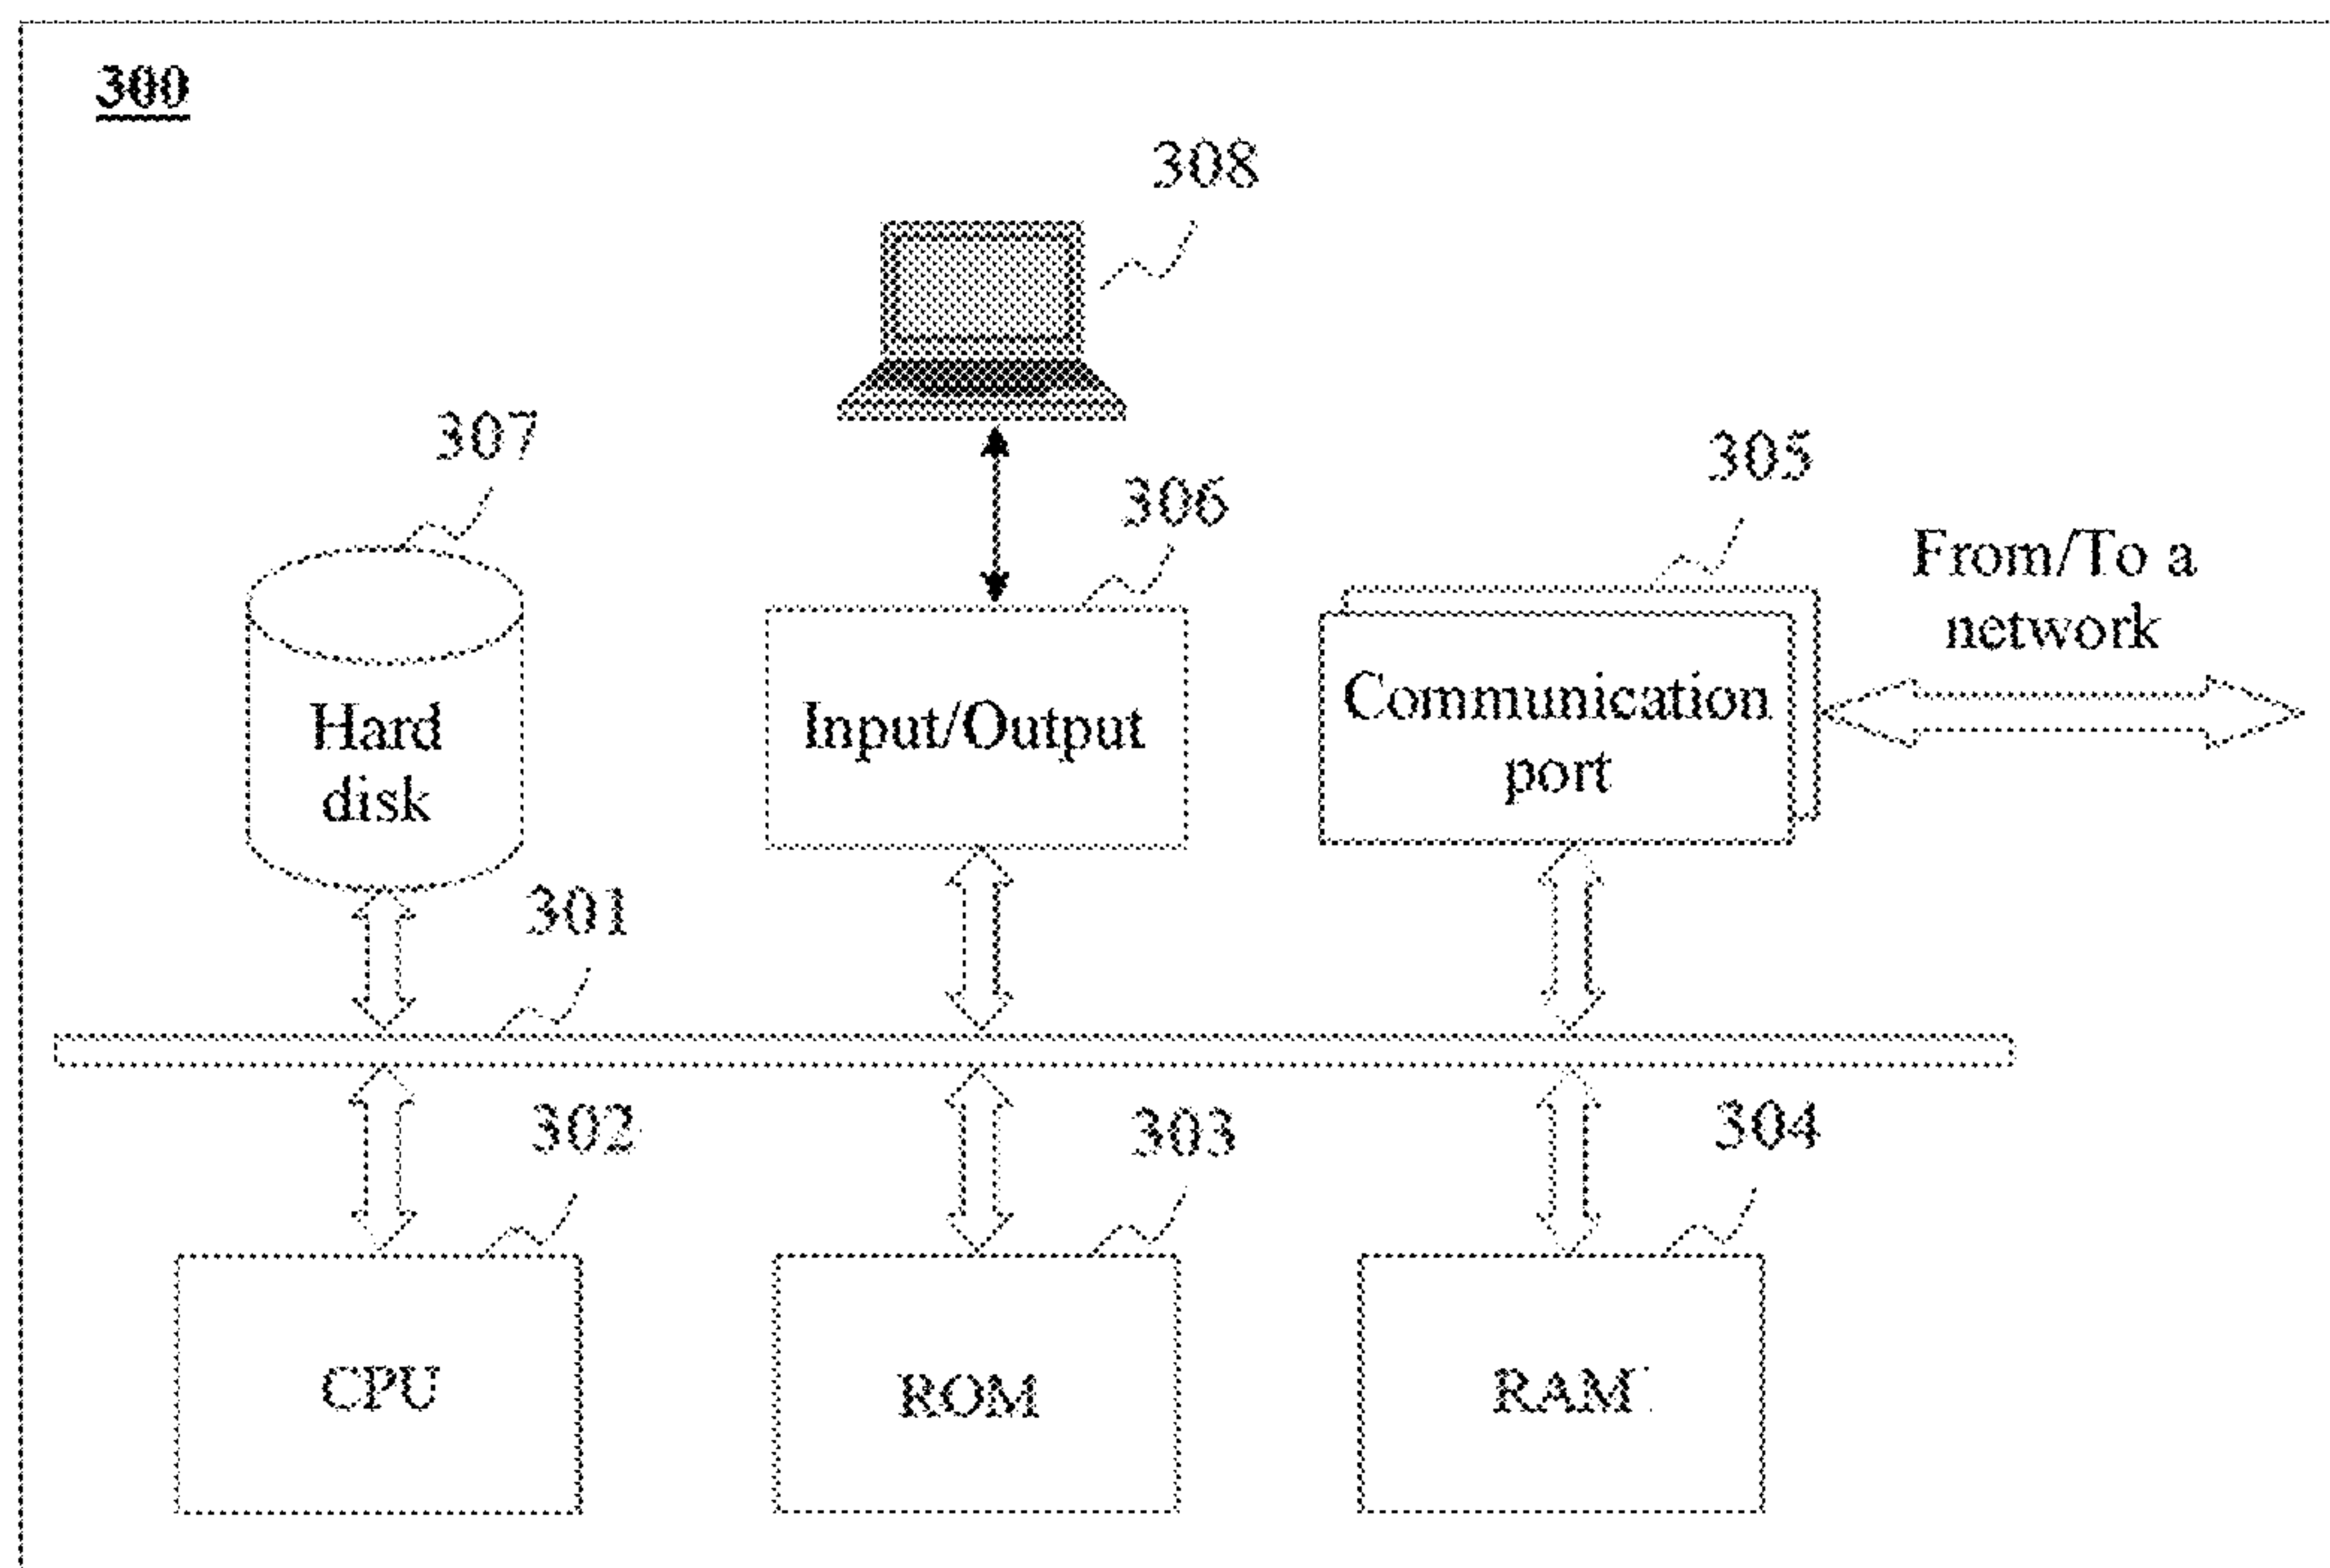 300
308
307
306
305
From/To a
network
Hard
disk
Input/Output
Communication
port
301
302
303
304
CPU
ROM
RAM